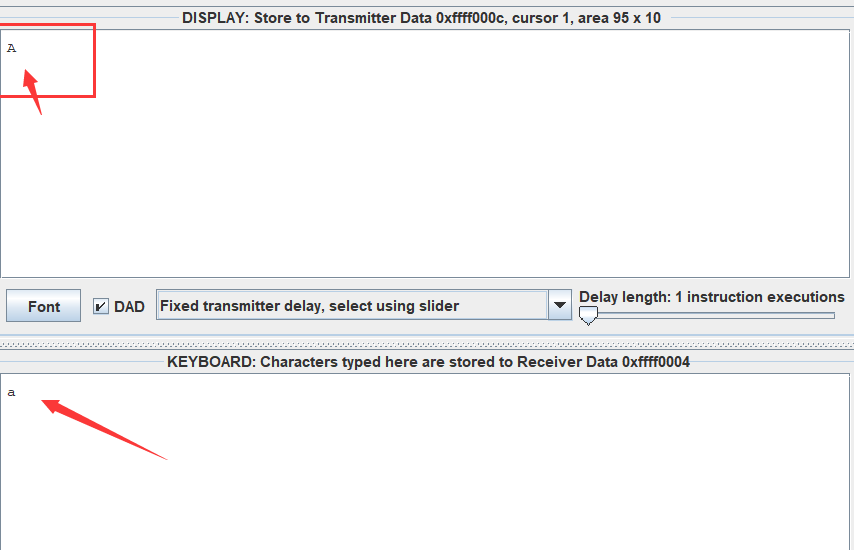 DISPLAY: Store to Transmitter Data 0xffff000c, cursor 1, area 95 x 10
A
Font
DAD
Fixed transmitter delay, select using slider
Delay length: 1 instruction executions
KEYBOARD: Characters typed here are stored to Receiver Data 0xffff0004
a